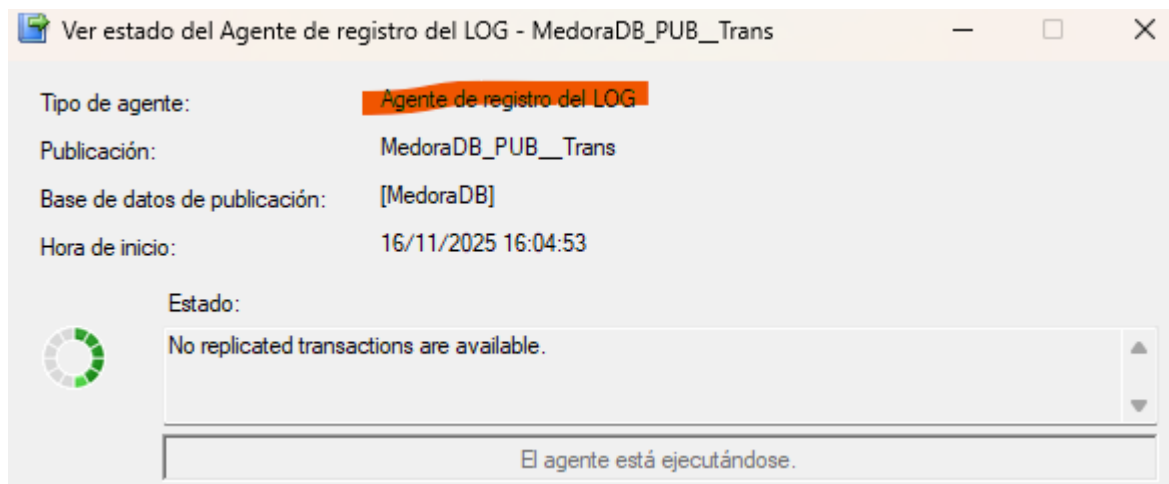 Ver estado del Agente de registro del LOG - MedoraDB_PUB__Trans
Tipo de agente: Agente de registro del LOG
Publicación: MedoraDB_PUB__Trans
Base de datos de publicación: [MedoraDB]
Hora de inicio: 16/11/2025 16:04:53
Estado:
No replicated transactions are available.
El agente está ejecutándose.